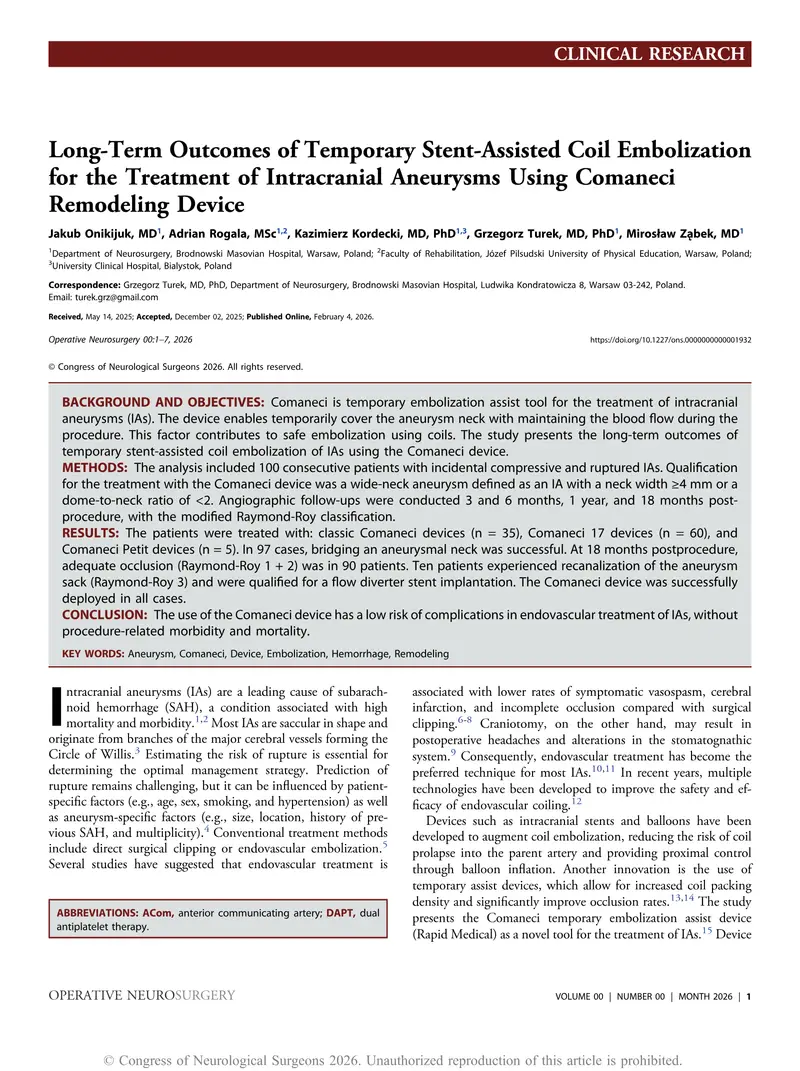 CLINICAL RESEARCH
Long-Term Outcomes of Temporary Stent-Assisted Coil Embolization
for the Treatment of Intracranial Aneurysms Using Comaneci
Remodeling Device
Jakub Onikijuk, MD1, Adrian Rogala, MSc1,2, Kazimierz Kordecki, MD, PhD1,3, Grzegorz Turek, MD, PhD1, Mirosław Ząbek, MD1
1Department of Neurosurgery, Brodnowski Masovian Hospital, Warsaw, Poland; 2Faculty of Rehabilitation, Józef Pilsudski University of Physical Education, Warsaw, Poland;
3University Clinical Hospital, Bialystok, Poland
Correspondence: Grzegorz Turek, MD, PhD, Department of Neurosurgery, Brodnowski Masovian Hospital, Ludwika Kondratowicza 8, Warsaw 03-242, Poland.
Email: turek.grz@gmail.com
Received, May 14, 2025; Accepted, December 02, 2025; Published Online, February 4, 2026.
Operative Neurosurgery 00:1–7, 2026
https://doi.org/10.1227/ons.0000000000001932
© Congress of Neurological Surgeons 2026. All rights reserved.
BACKGROUND AND OBJECTIVES: Comaneci is temporary embolization assist tool for the treatment of intracranial
aneurysms (IAs). The device enables temporarily cover the aneurysm neck with maintaining the blood flow during the
procedure. This factor contributes to safe embolization using coils. The study presents the long-term outcomes of
temporary stent-assisted coil embolization of IAs using the Comaneci device.
METHODS: The analysis included 100 consecutive patients with incidental compressive and ruptured IAs. Qualification
for the treatment with the Comaneci device was a wide-neck aneurysm defined as an IA with a neck width ≥4 mm or a
dome-to-neck ratio of <2. Angiographic follow-ups were conducted 3 and 6 months, 1 year, and 18 months post-
procedure, with the modified Raymond-Roy classification.
RESULTS: The patients were treated with: classic Comaneci devices (n = 35), Comaneci 17 devices (n = 60), and
Comaneci Petit devices (n = 5). In 97 cases, bridging an aneurysmal neck was successful. At 18 months postprocedure,
adequate occlusion (Raymond-Roy 1 + 2) was in 90 patients. Ten patients experienced recanalization of the aneurysm
sack (Raymond-Roy 3) and were qualified for a flow diverter stent implantation. The Comaneci device was successfully
deployed in all cases.
CONCLUSION: The use of the Comaneci device has a low risk of complications in endovascular treatment of IAs, without
procedure-related morbidity and mortality.
KEY WORDS: Aneurysm, Comaneci, Device, Embolization, Hemorrhage, Remodeling
Intracranial aneurysms (IAs) are a leading cause of subarach-
noid hemorrhage (SAH), a condition associated with high
mortality and morbidity.1,2 Most IAs are saccular in shape and
originate from branches of the major cerebral vessels forming the
Circle of Willis.3 Estimating the risk of rupture is essential for
determining the optimal management strategy. Prediction of
rupture remains challenging, but it can be influenced by patient-
specific factors (e.g., age, sex, smoking, and hypertension) as well
as aneurysm-specific factors (e.g., size, location, history of pre-
vious SAH, and multiplicity).4 Conventional treatment methods
include direct surgical clipping or endovascular embolization.5
Several studies have suggested that endovascular treatment is
ABBREVIATIONS: ACom, anterior communicating artery; DAPT, dual
antiplatelet therapy.
associated with lower rates of symptomatic vasospasm, cerebral
infarction, and incomplete occlusion compared with surgical
clipping.6-8 Craniotomy, on the other hand, may result in
postoperative headaches and alterations in the stomatognathic
system.9 Consequently, endovascular treatment has become the
preferred technique for most IAs.10,11 In recent years, multiple
technologies have been developed to improve the safety and ef-
ficacy of endovascular coiling.12
Devices such as intracranial stents and balloons have been
developed to augment coil embolization, reducing the risk of coil
prolapse into the parent artery and providing proximal control
through balloon inflation. Another innovation is the use of
temporary assist devices, which allow for increased coil packing
density and significantly improve occlusion rates.13,14 The study
presents the Comaneci temporary embolization assist device
(Rapid Medical) as a novel tool for the treatment of IAs.15 Device
OPERATIVE NEUROSURGERY
VOLUME 00 | NUMBER 00 | MONTH 2026 | 1
© Congress of Neurological Surgeons 2026. Unauthorized reproduction of this article is prohibited.